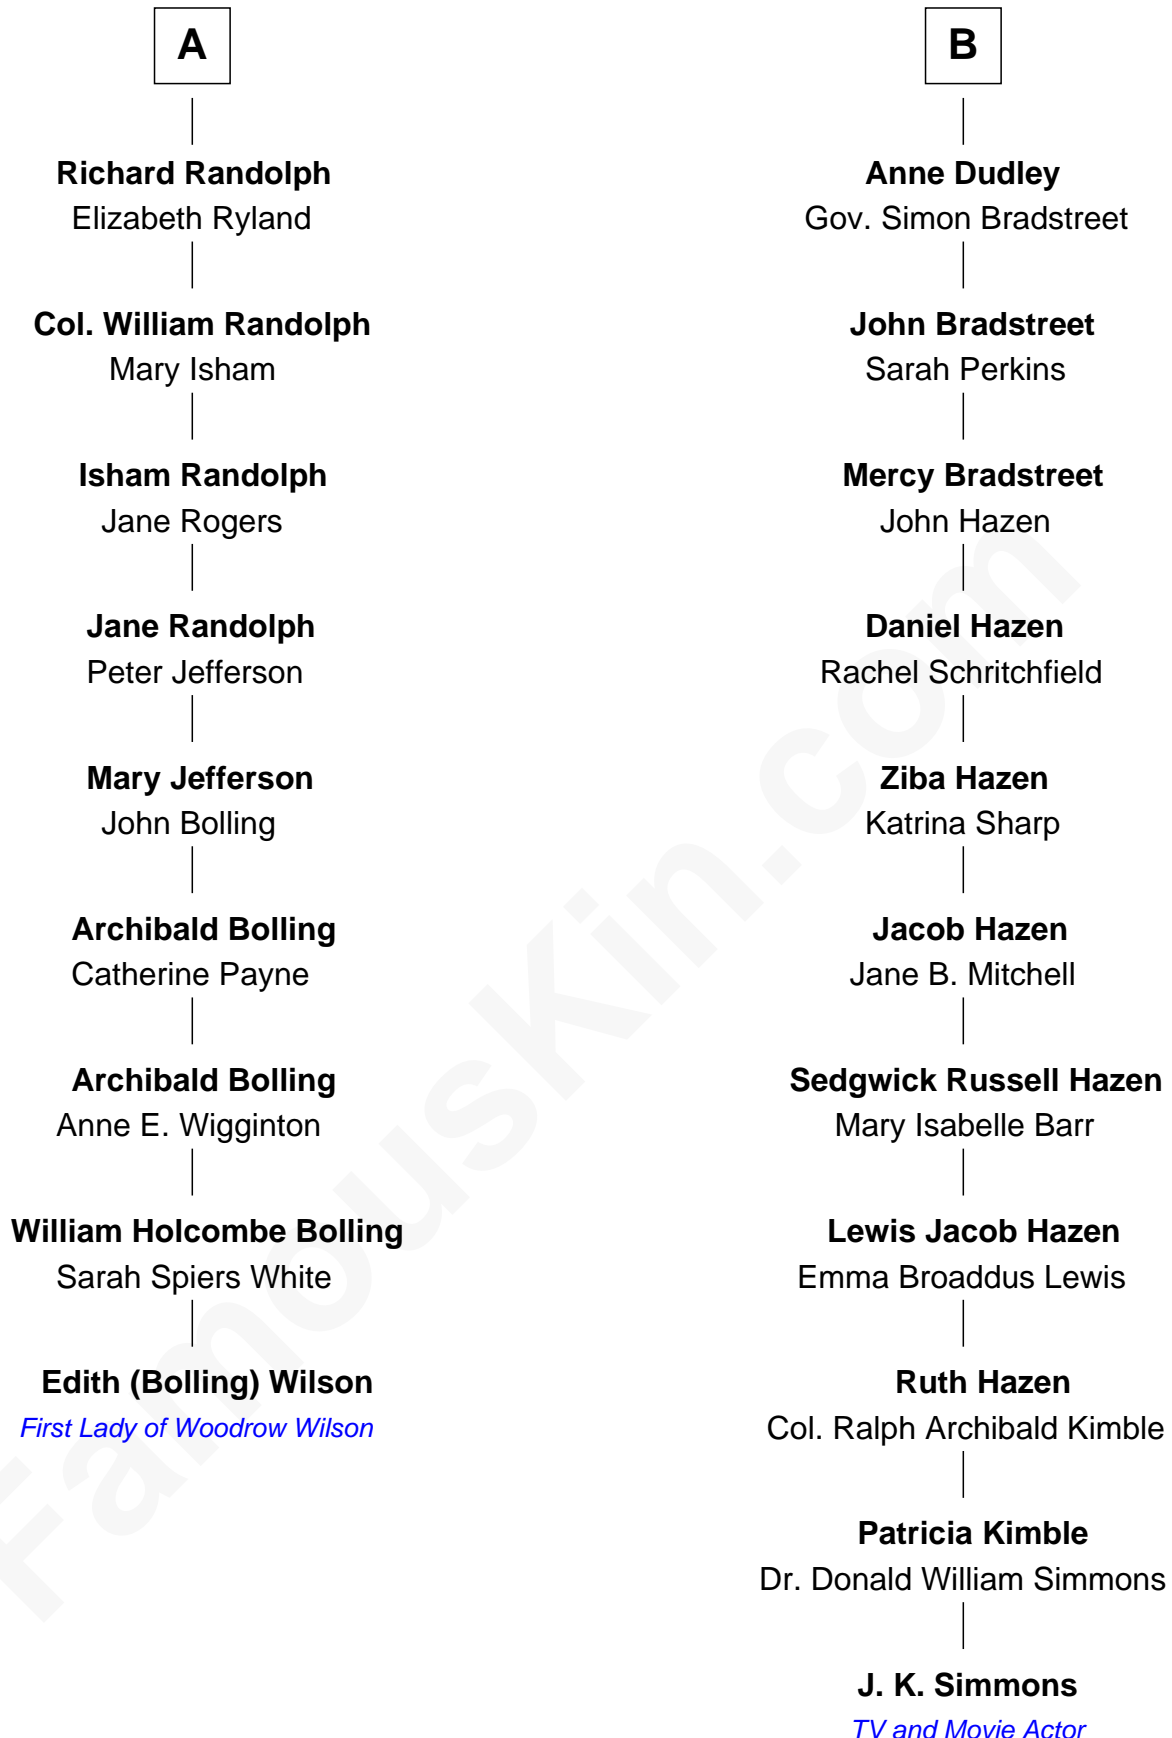 A
Richard Randolph
Elizabeth Ryland
Col. William Randolph
Mary Isham
Isham Randolph
Jane Rogers
Jane Randolph
Peter Jefferson
Mary Jefferson
John Bolling
Archibald Bolling
Catherine Payne
Archibald Bolling
Anne E. Wigginton
William Holcombe Bolling
Sarah Spiers White
Edith (Bolling) Wilson
First Lady of Woodrow Wilson
B
Anne Dudley
Gov. Simon Bradstreet
John Bradstreet
Sarah Perkins
Mercy Bradstreet
John Hazen
Daniel Hazen
Rachel Schritchfield
Ziba Hazen
Katrina Sharp
Jacob Hazen
Jane B. Mitchell
Sedgwick Russell Hazen
Mary Isabelle Barr
Lewis Jacob Hazen
Emma Broaddus Lewis
Ruth Hazen
Col. Ralph Archibald Kimble
Patricia Kimble
Dr. Donald William Simmons
J. K. Simmons
TV and Movie Actor
FamousKin.com